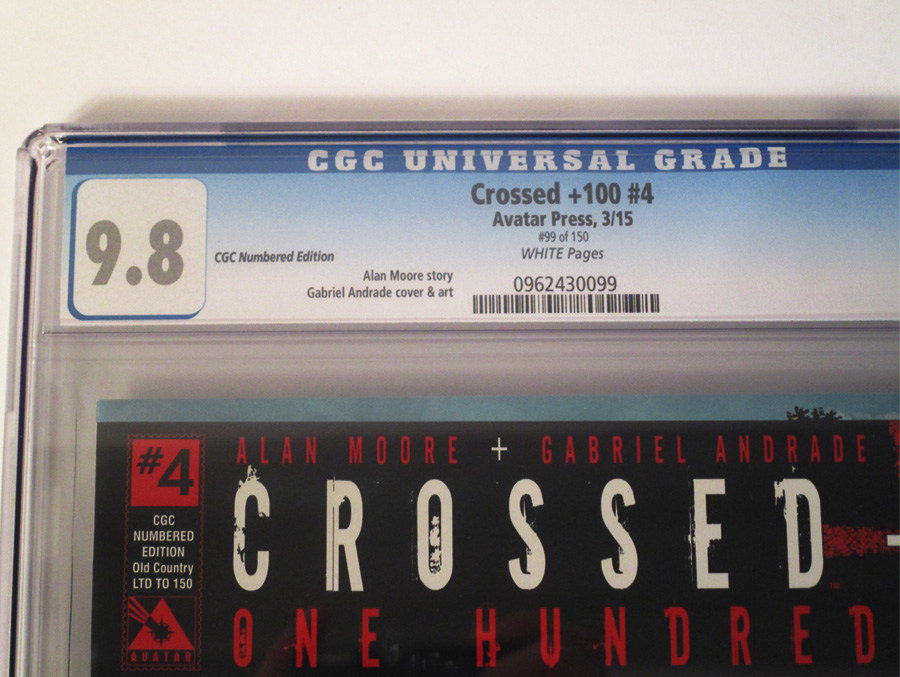 CGC UNIVERSAL GRADE
9.8
CGC Numbered Edition
Alan Moore story
Gabriel Andrade cover & art
Crossed +100 #4
Avatar Press, 3/15
#99 of 150
WHITE Pages
0962430099
#4
CGC
NUMBERED
EDITION
Old Country
LTD TO 150
AVATAR
ALAN MOORE + GABRIEL ANDRADE
CROSSED
TM
ONE HUNDRED